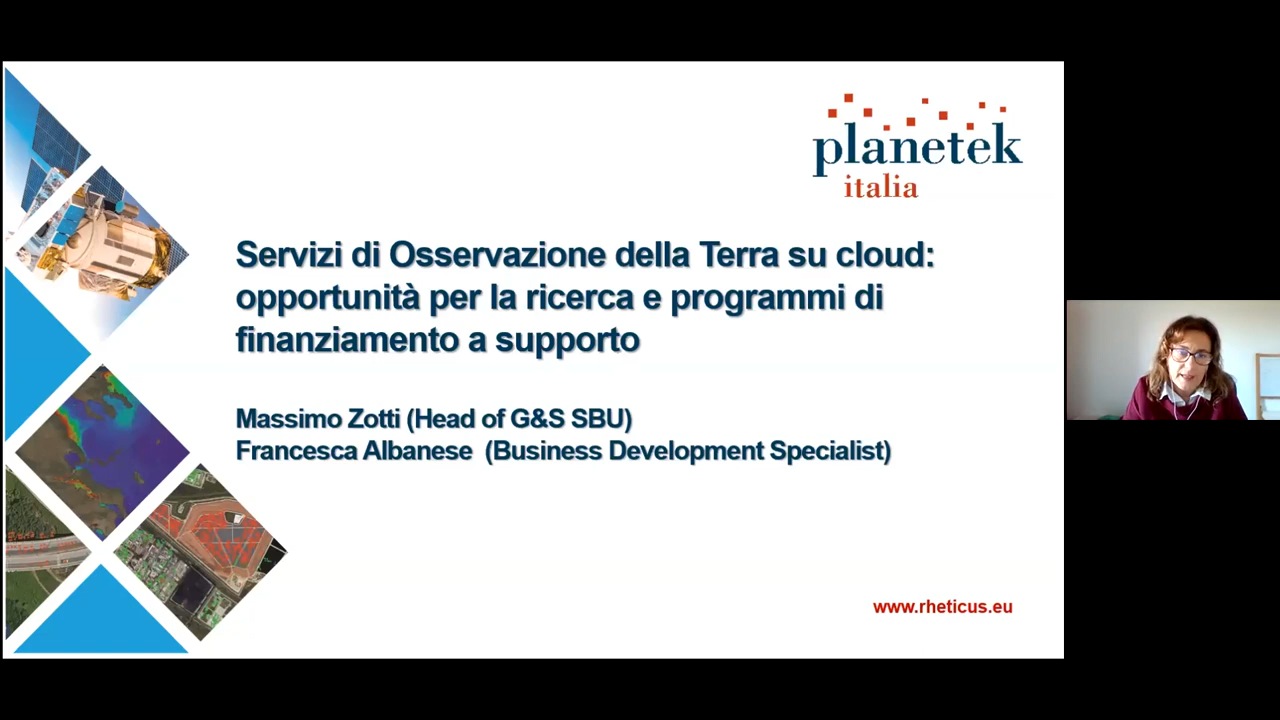 planetek
italia
Servizi di Osservazione della Terra su cloud:
opportunità per la ricerca e programmi di
finanziamento a supporto
Massimo Zotti (Head of G&S SBU)
Francesca Albanese (Business Development Specialist)
www.rheticus.eu